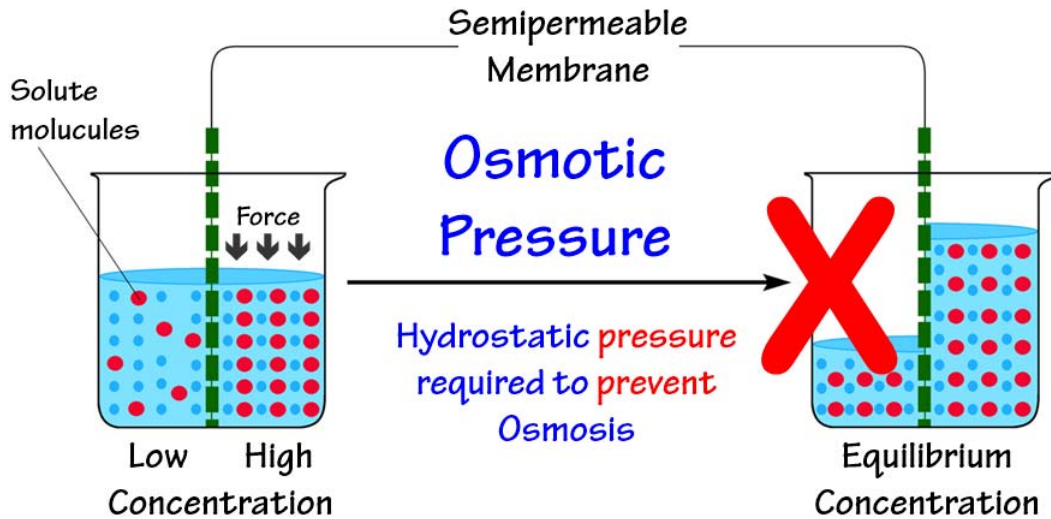 Semipermeable
Membrane
Solute
molucules
Osmotic
Pressure
Force
Hydrostatic pressure
required to prevent
Osmosis
Low High
Concentration
Equilibrium
Concentration